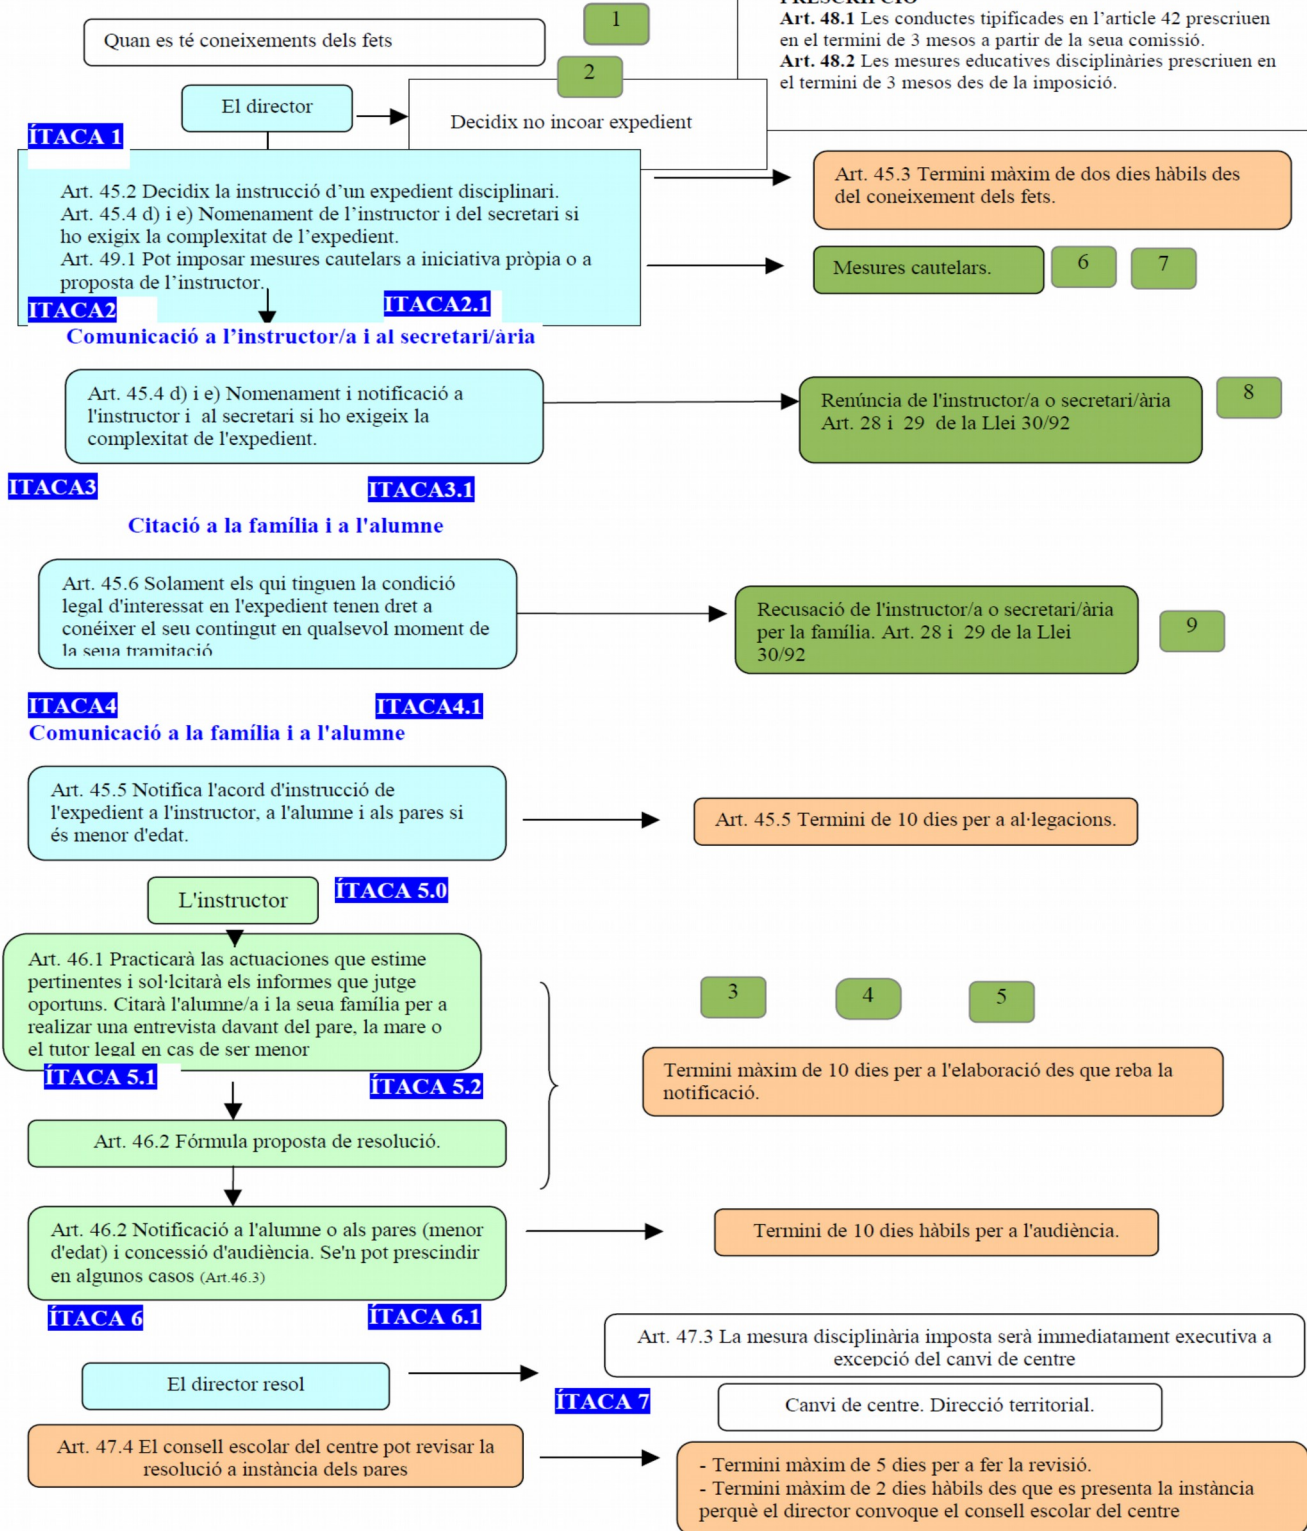 PRESCRIPCIÓ
Art. 48.1 Les conductes tipificades en l'article 42 prescriuen
en el termini de 3 mesos a partir de la seua comissió.
Art. 48.2 Les mesures educatives disciplinàries prescriuen en
el termini de 3 mesos des de la imposició.
1
Quan es té coneixements dels fets
2
El director
Decidix no incoar expedient
ÍTACA 1
Art. 45.2 Decidix la instrucció d'un expedient disciplinari.
Art. 45.4 d) i e) Nomenament de l'instructor i del secretari si
ho exigix la complexitat de l'expedient.
Art. 49.1 Pot imposar mesures cautelars a iniciativa pròpia o a
proposta de l'instructor.
Art. 45.3 Termini màxim de dos dies hàbils des
del coneixement dels fets.
Mesures cautelars.
6
7
ITACA2
ITACA2.1
Comunicació a l'instructor/a i al secretari/ària
Art. 45.4 d) i e) Nomenament i notificació a
l'instructor i al secretari si ho exigeix la
complexitat de l'expedient.
Renúncia de l'instructor/a o secretari/ària
Art. 28 i 29 de la Llei 30/92
8
ITACA3
ITACA3.1
Citació a la família i a l'alumne
Art. 45.6 Solament els qui tinguen la condició
legal d'interessat en l'expedient tenen dret a
conéixer el seu contingut en qualsevol moment de
la seua tramitació
Recusació de l'instructor/a o secretari/ària
per la família. Art. 28 i 29 de la Llei
30/92
9
ITACA4
ITACA4.1
Comunicació a la família i a l'alumne
Art. 45.5 Notifica l'acord d'instrucció de
l'expedient a l'instructor, a l'alumne i als pares si
és menor d'edat.
Art. 45.5 Termini de 10 dies per a al·legacions.
L'instructor
ÍTACA 5.0
Art. 46.1 Practicarà las actuaciones que estime
pertinentes i sol·lcitarà els informes que jutge
oportuns. Citarà l'alumne/a i la seua família per a
realizar una entrevista davant del pare, la mare o
el tutor legal en cas de ser menor
3
4
5
Termini màxim de 10 dies per a l'elaboració des que reba la
notificació.
ÍTACA 5.1
ÍTACA 5.2
Art. 46.2 Fórmula proposta de resolució.
Art. 46.2 Notificació a l'alumne o als pares (menor
d'edat) i concessió d'audiència. Se'n pot prescindir
en algunos casos (Art.46.3)
Termini de 10 dies hàbils per a l'audiència.
ÍTACA 6
ÍTACA 6.1
Art. 47.3 La mesura disciplinària imposta serà immediatament executiva a
excepció del canvi de centre
El director resol
ÍTACA 7
Canvi de centre. Direcció territorial.
Art. 47.4 El consell escolar del centre pot revisar la
resolució a instància dels pares
- Termini màxim de 5 dies per a fer la revisió.
- Termini màxim de 2 dies hàbils des que es presenta la instància
perquè el director convoque el consell escolar del centre